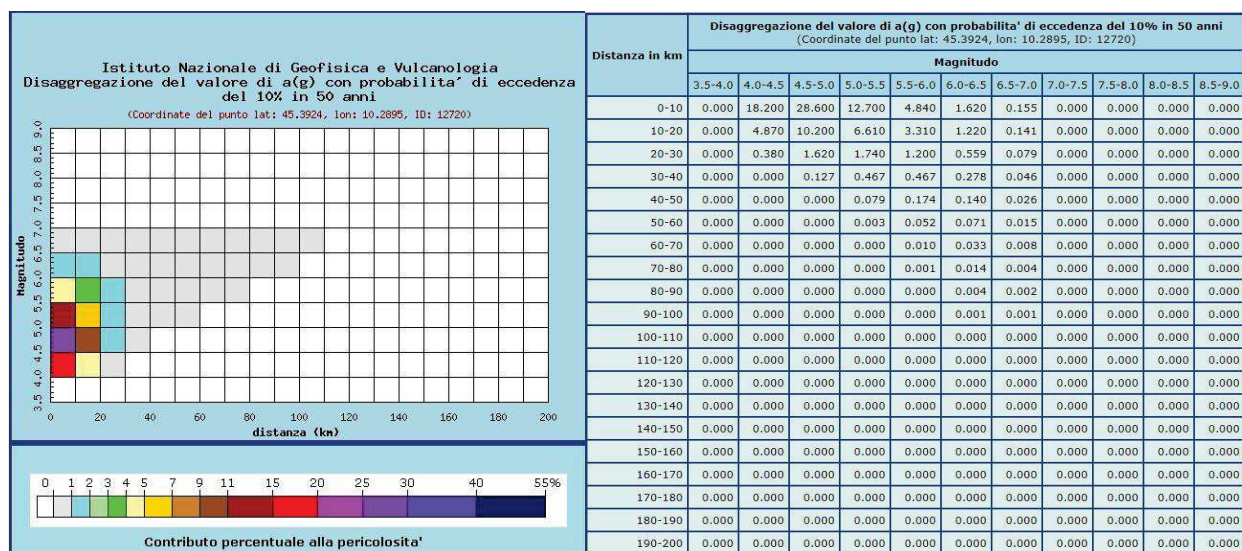 Istituto Nazionale di Geofisica e Vulcanologia
Disaggregazione del valore di a(g) con probabilita' di eccedenza
del 10% in 50 anni
(Coordinate del punto lat: 45.3924, lon: 10.2895, ID: 12720)
Magnitudo
9.0
8.5
8.0
7.5
7.0
6.5
6.0
5.5
5.0
4.5
4.0
3.5
0 20 40 60 80 100 120 140 160 180 200
distanza (km)
0 1 2 3 4 5 7 9 11 15 20 25 30 40 55%
Contributo percentuale alla pericolosita'
Distanza in km
Disaggregazione del valore di a(g) con probabilita' di eccedenza del 10% in 50 anni
(Coordinate del punto lat: 45.3924, lon: 10.2895, ID: 12720)
Magnitudo
3.5-4.0 4.0-4.5 4.5-5.0 5.0-5.5 5.5-6.0 6.0-6.5 6.5-7.0 7.0-7.5 7.5-8.0 8.0-8.5 8.5-9.0
0-10 0.000 18.200 28.600 12.700 4.840 1.620 0.155 0.000 0.000 0.000 0.000
10-20 0.000 4.870 10.200 6.610 3.310 1.220 0.141 0.000 0.000 0.000 0.000
20-30 0.000 0.380 1.620 1.740 1.200 0.559 0.079 0.000 0.000 0.000 0.000
30-40 0.000 0.000 0.127 0.467 0.467 0.278 0.046 0.000 0.000 0.000 0.000
40-50 0.000 0.000 0.000 0.079 0.174 0.140 0.026 0.000 0.000 0.000 0.000
50-60 0.000 0.000 0.000 0.003 0.052 0.071 0.015 0.000 0.000 0.000 0.000
60-70 0.000 0.000 0.000 0.000 0.010 0.033 0.008 0.000 0.000 0.000 0.000
70-80 0.000 0.000 0.000 0.000 0.001 0.014 0.004 0.000 0.000 0.000 0.000
80-90 0.000 0.000 0.000 0.000 0.000 0.004 0.002 0.000 0.000 0.000 0.000
90-100 0.000 0.000 0.000 0.000 0.000 0.001 0.001 0.000 0.000 0.000 0.000
100-110 0.000 0.000 0.000 0.000 0.000 0.000 0.000 0.000 0.000 0.000 0.000
110-120 0.000 0.000 0.000 0.000 0.000 0.000 0.000 0.000 0.000 0.000 0.000
120-130 0.000 0.000 0.000 0.000 0.000 0.000 0.000 0.000 0.000 0.000 0.000
130-140 0.000 0.000 0.000 0.000 0.000 0.000 0.000 0.000 0.000 0.000 0.000
140-150 0.000 0.000 0.000 0.000 0.000 0.000 0.000 0.000 0.000 0.000 0.000
150-160 0.000 0.000 0.000 0.000 0.000 0.000 0.000 0.000 0.000 0.000 0.000
160-170 0.000 0.000 0.000 0.000 0.000 0.000 0.000 0.000 0.000 0.000 0.000
170-180 0.000 0.000 0.000 0.000 0.000 0.000 0.000 0.000 0.000 0.000 0.000
180-190 0.000 0.000 0.000 0.000 0.000 0.000 0.000 0.000 0.000 0.000 0.000
190-200 0.000 0.000 0.000 0.000 0.000 0.000 0.000 0.000 0.000 0.000 0.000